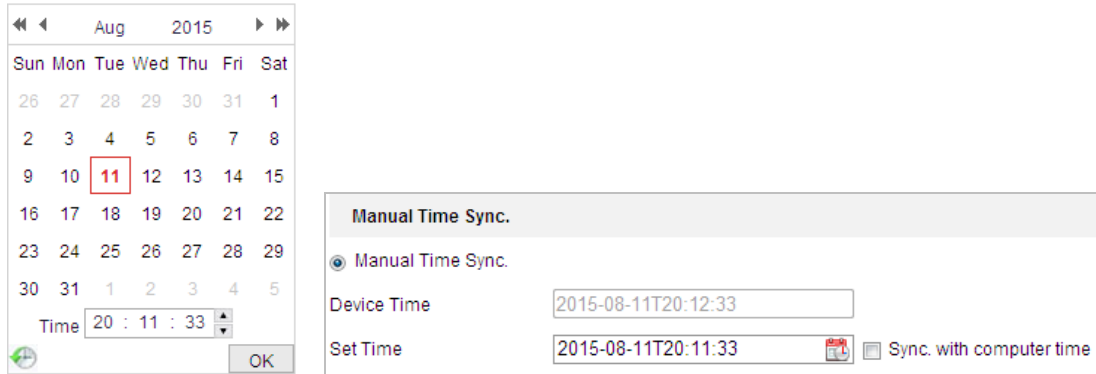 Aug 2015
Sun Mon Tue Wed Thu Fri Sat
26 27 28 29 30 31 1
2 3 4 5 6 7 8
9 10 11 12 13 14 15
16 17 18 19 20 21 22
23 24 25 26 27 28 29
30 31 1 2 3 4 5
Time 20 : 11 : 33
OK
Manual Time Sync.
Manual Time Sync.
Device Time 2015-08-11T20:12:33
Set Time 2015-08-11T20:11:33 Sync. with computer time